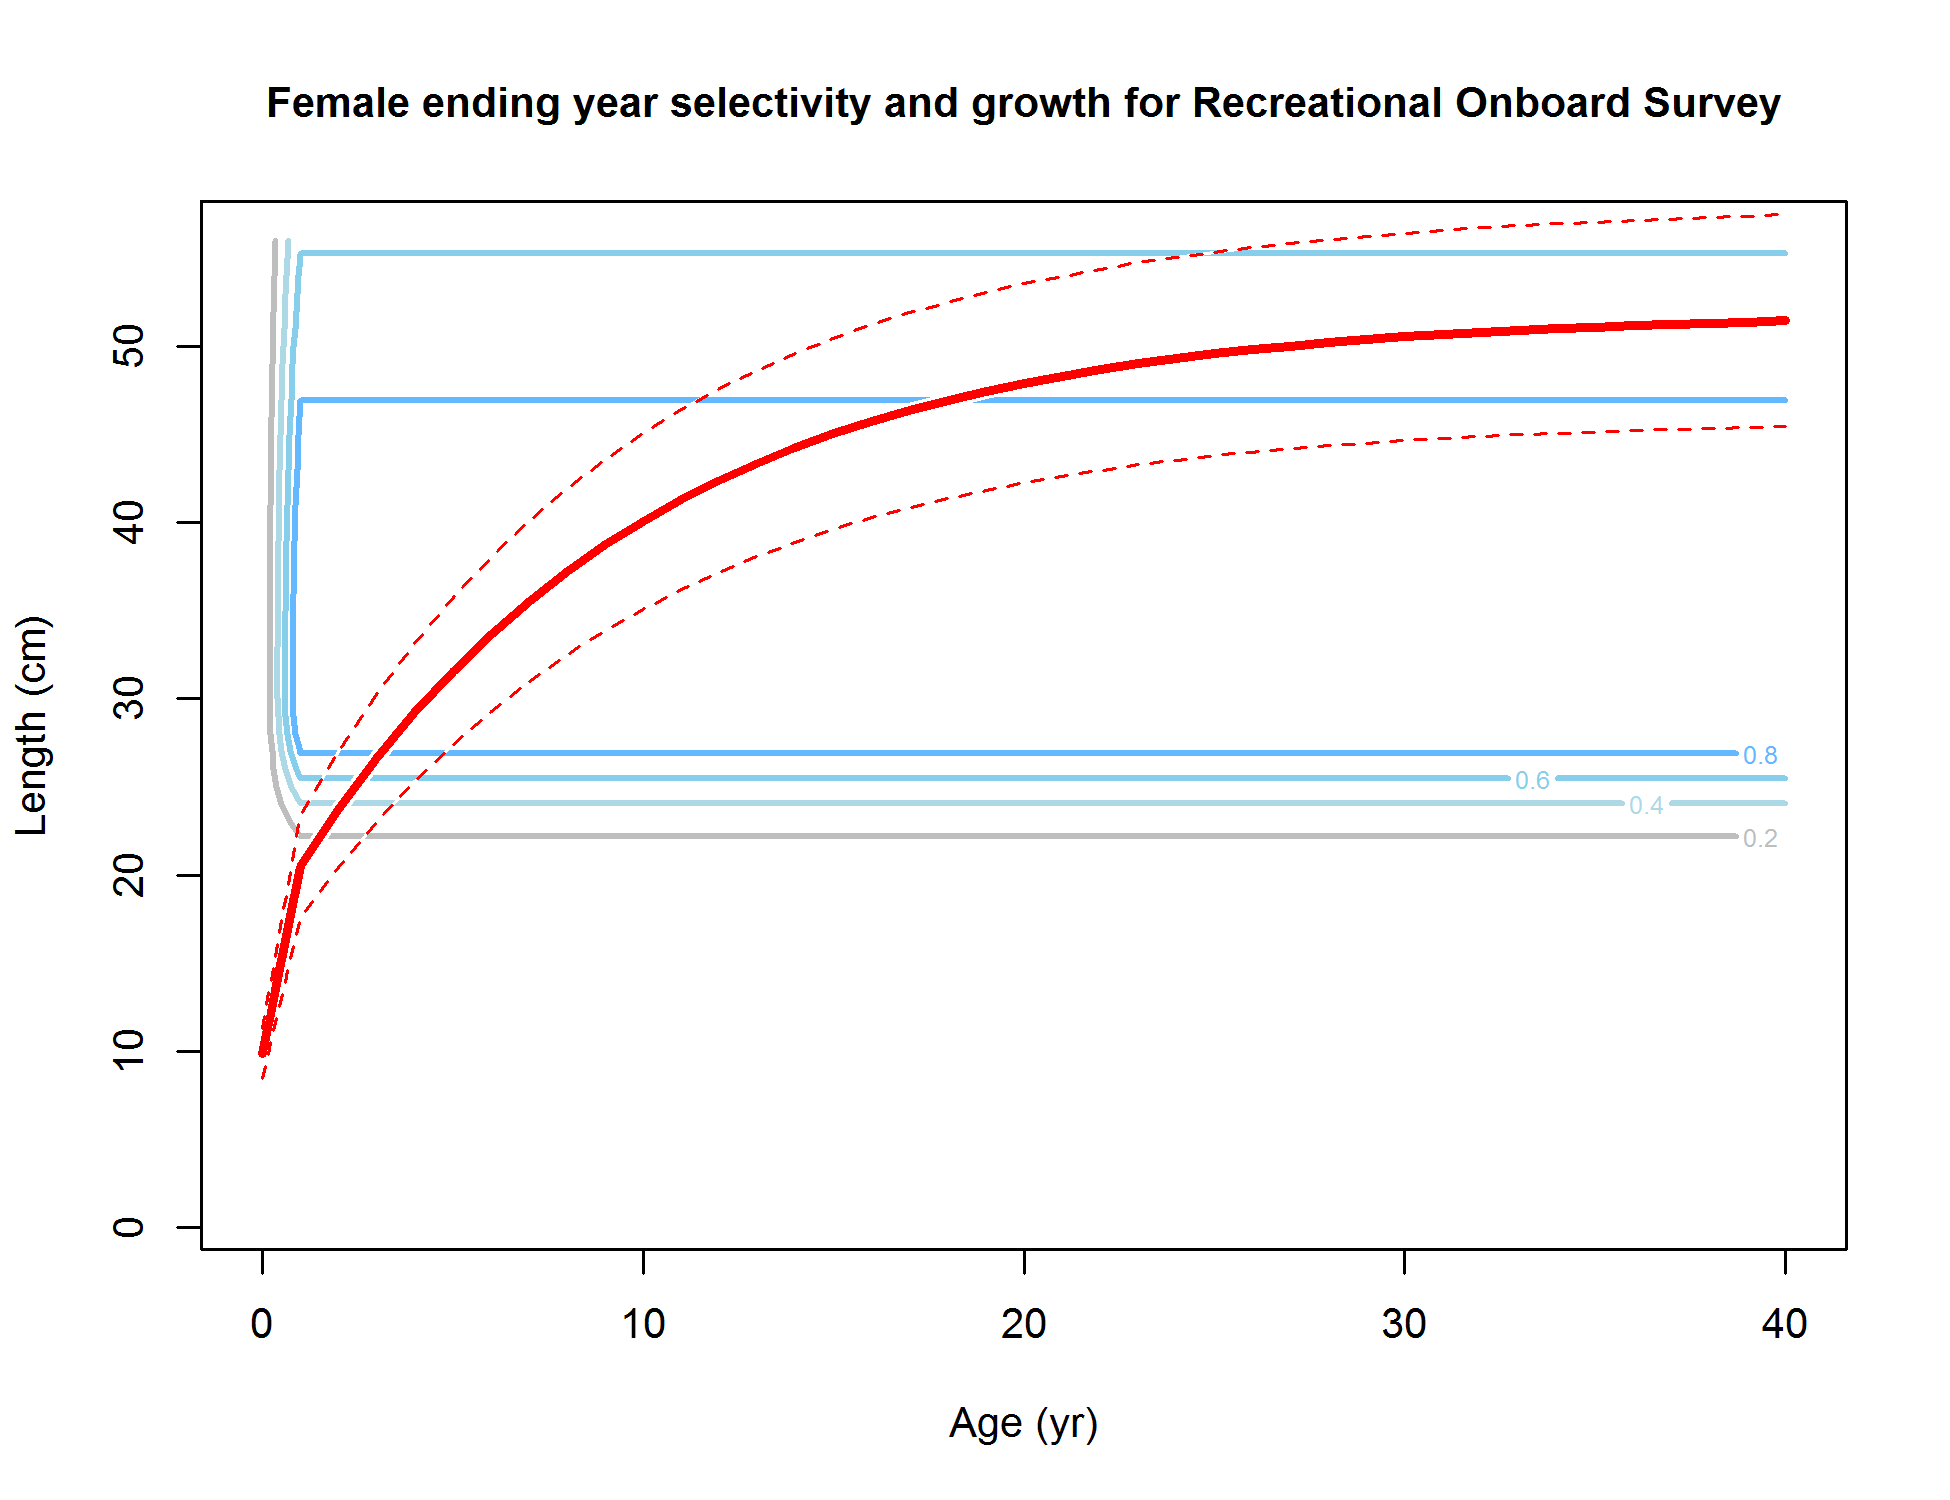 Female ending year selectivity and growth for Recreational Onboard Survey
Length (cm)
50
40
30
20
10
0
0.8
0.6
0.4
0.2
0 10 20 30 40
Age (yr)